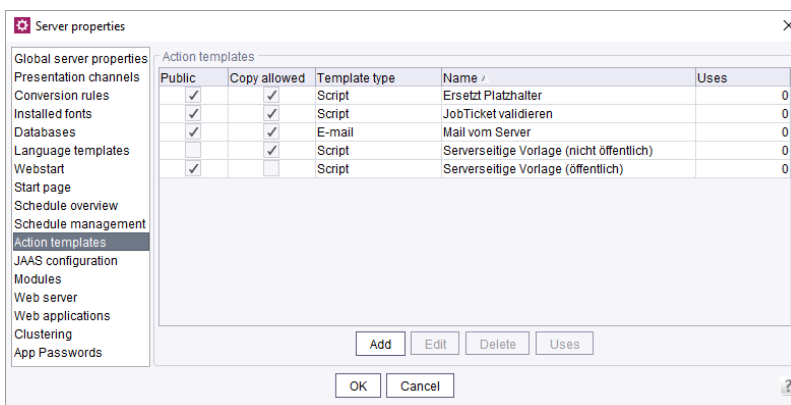 Server properties
Global server properties
Presentation channels
Conversion rules
Installed fonts
Databases
Language templates
Webstart
Start page
Schedule overview
Schedule management
Action templates
JAAS configuration
Modules
Web server
Web applications
Clustering
App Passwords
Action templates
Public Copy allowed Template type Name Uses
Script Ersetzt Platzhalter 0
Script JobTicket validieren 0
E-mail Mail vom Server 0
Script Serverseitige Vorlage (nicht öffentlich) 0
Script Serverseitige Vorlage (öffentlich) 0
Add Edit Delete Uses
OK Cancel ?